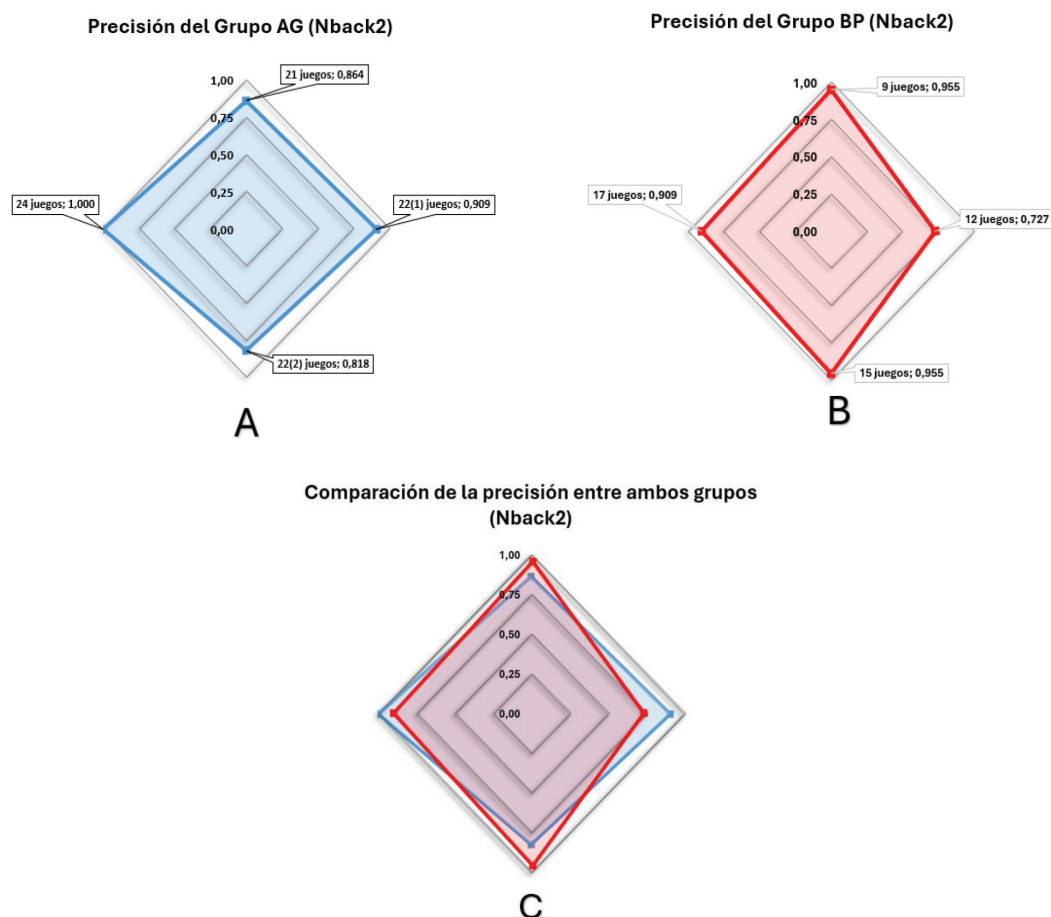 Precisión del Grupo AG (Nback2)
21 juegos; 0,864
1,00
0,75
0,50
0,25
0,00
24 juegos; 1,000
22(1) juegos; 0,909
22(2) juegos; 0,818
A
Precisión del Grupo BP (Nback2)
1,00
9 juegos; 0,955
0,75
0,50
0,25
0,00
17 juegos; 0,909
12 juegos; 0,727
15 juegos; 0,955
B
Comparación de la precisión entre ambos grupos
(Nback2)
1,00
0,75
0,50
0,25
0,00
C